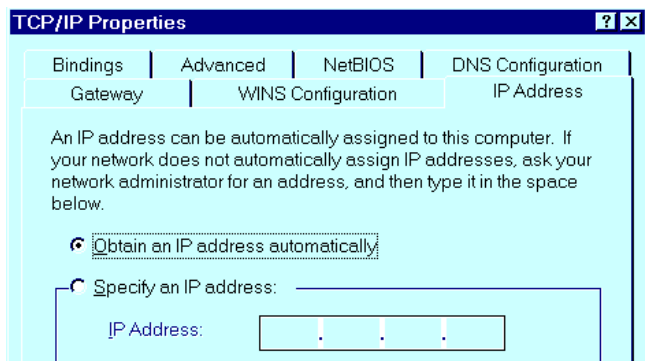 TCP/IP Properties
Bindings Advanced NetBIOS DNS Configuration
Gateway WINS Configuration IP Address
An IP address can be automatically assigned to this computer. If
your network does not automatically assign IP addresses, ask your
network administrator for an address, and then type it in the space
below.
Obtain an IP address automatically
Specify an IP address:
IP Address: . . .